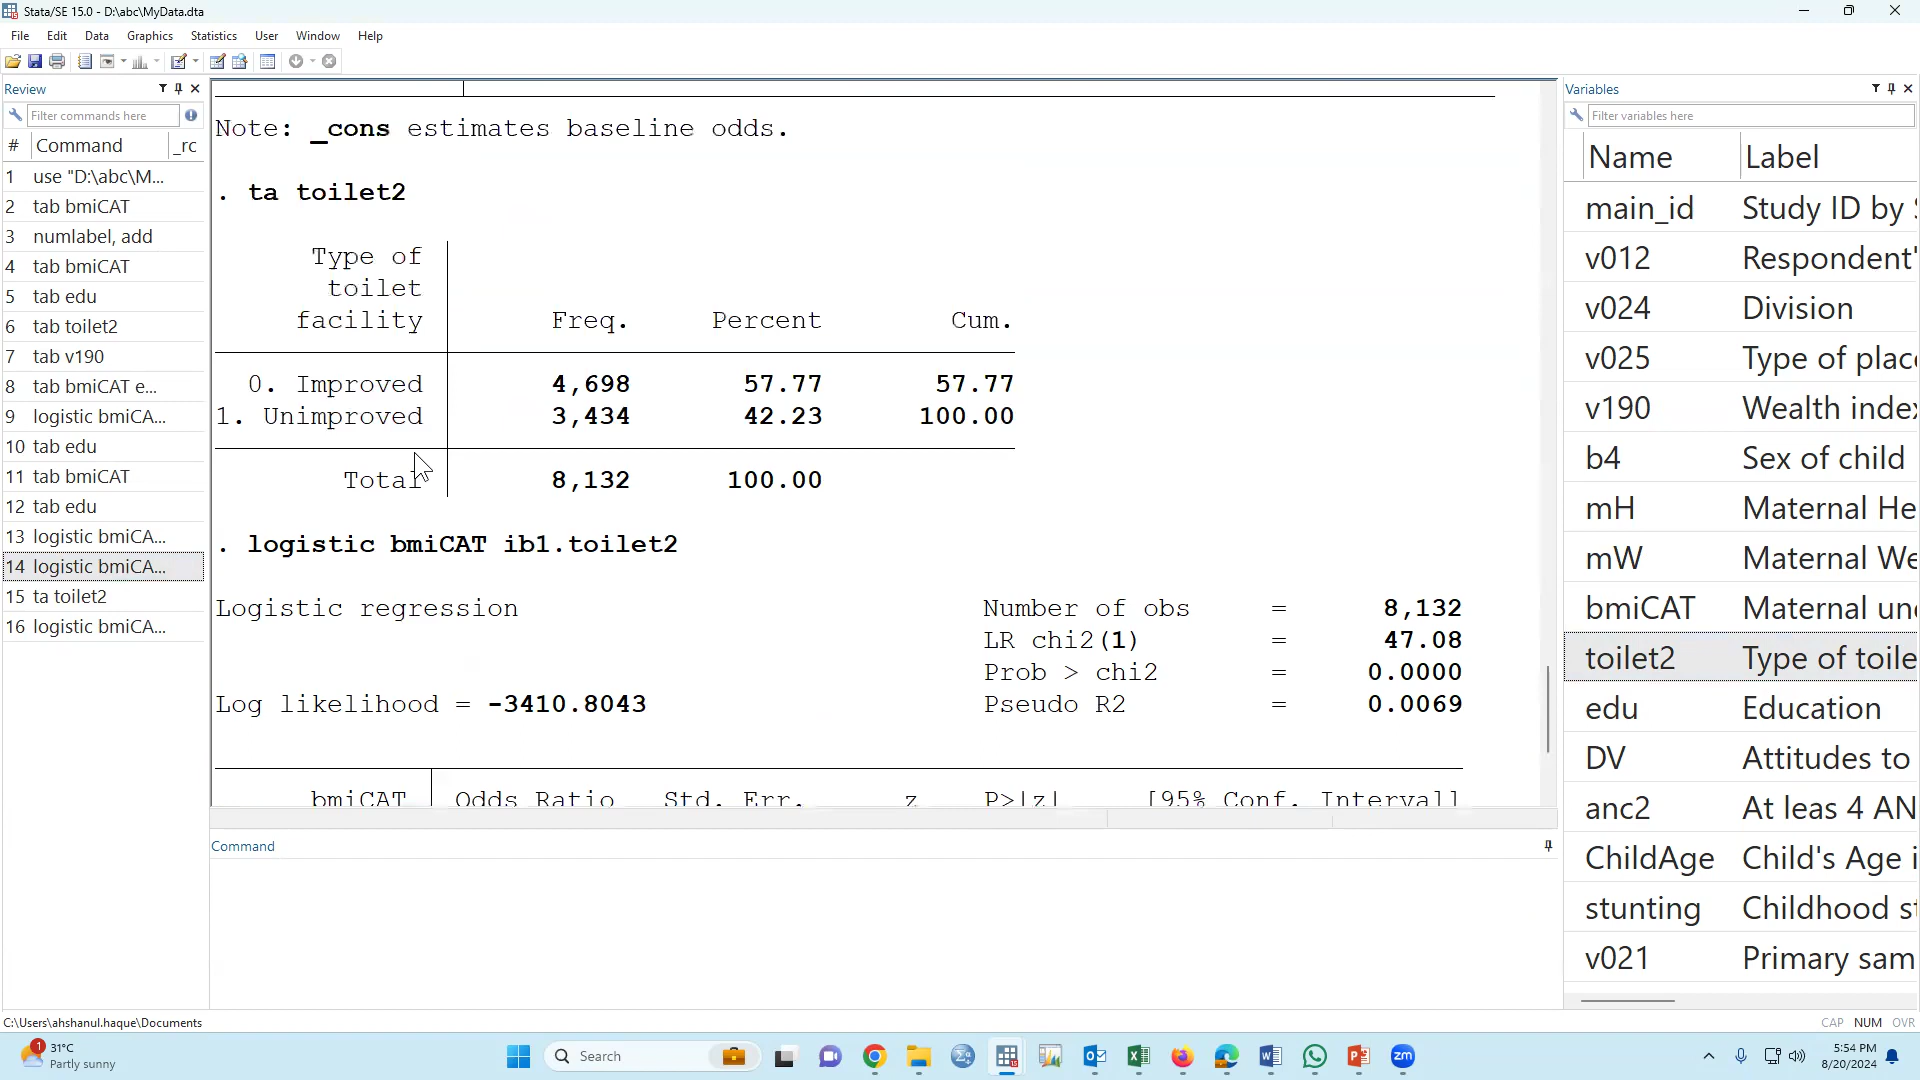 Stata/SE 15.0 - D:\abc\MyData.dta
File Edit Data Graphics Statistics User Window Help
Review
Filter commands here
# Command _rc
1 use "D:\abc\M...
2 tab bmiCAT
3 numlabel, add
4 tab bmiCAT
5 tab edu
6 tab toilet2
7 tab v190
8 tab bmiCAT e...
9 logistic bmiCA...
10 tab edu
11 tab bmiCAT
12 tab edu
13 logistic bmiCA...
14 logistic bmiCA...
15 ta toilet2
16 logistic bmiCA...
Note: _cons estimates baseline odds.
. ta toilet2
Type of
toilet
facility Freq. Percent Cum.
0. Improved 4,698 57.77 57.77
1. Unimproved 3,434 42.23 100.00
Total 8,132 100.00
. logistic bmiCAT ib1.toilet2
Logistic regression Number of obs = 8,132
LR chi2(1) = 47.08
Prob > chi2 = 0.0000
Log likelihood = -3410.8043 Pseudo R2 = 0.0069
bmiCAT Odds Ratio Std. Err. z P>|z| [95% Conf. Interval]
Command
Variables
Filter variables here
Name Label
main_id Study ID by
v012 Respondent'
v024 Division
v025 Type of plac
v190 Wealth inde
b4 Sex of child
mH Maternal He
mW Maternal We
bmiCAT Maternal un
toilet2 Type of toile
edu Education
DV Attitudes to
anc2 At leas 4 AN
ChildAge Child's Age i
stunting Childhood s
v021 Primary sam
C:\Users\ahshanul.haque\Documents
CAP NUM OVR
1
31°C
Partly sunny
Search
zm
5:54 PM
8/20/2024